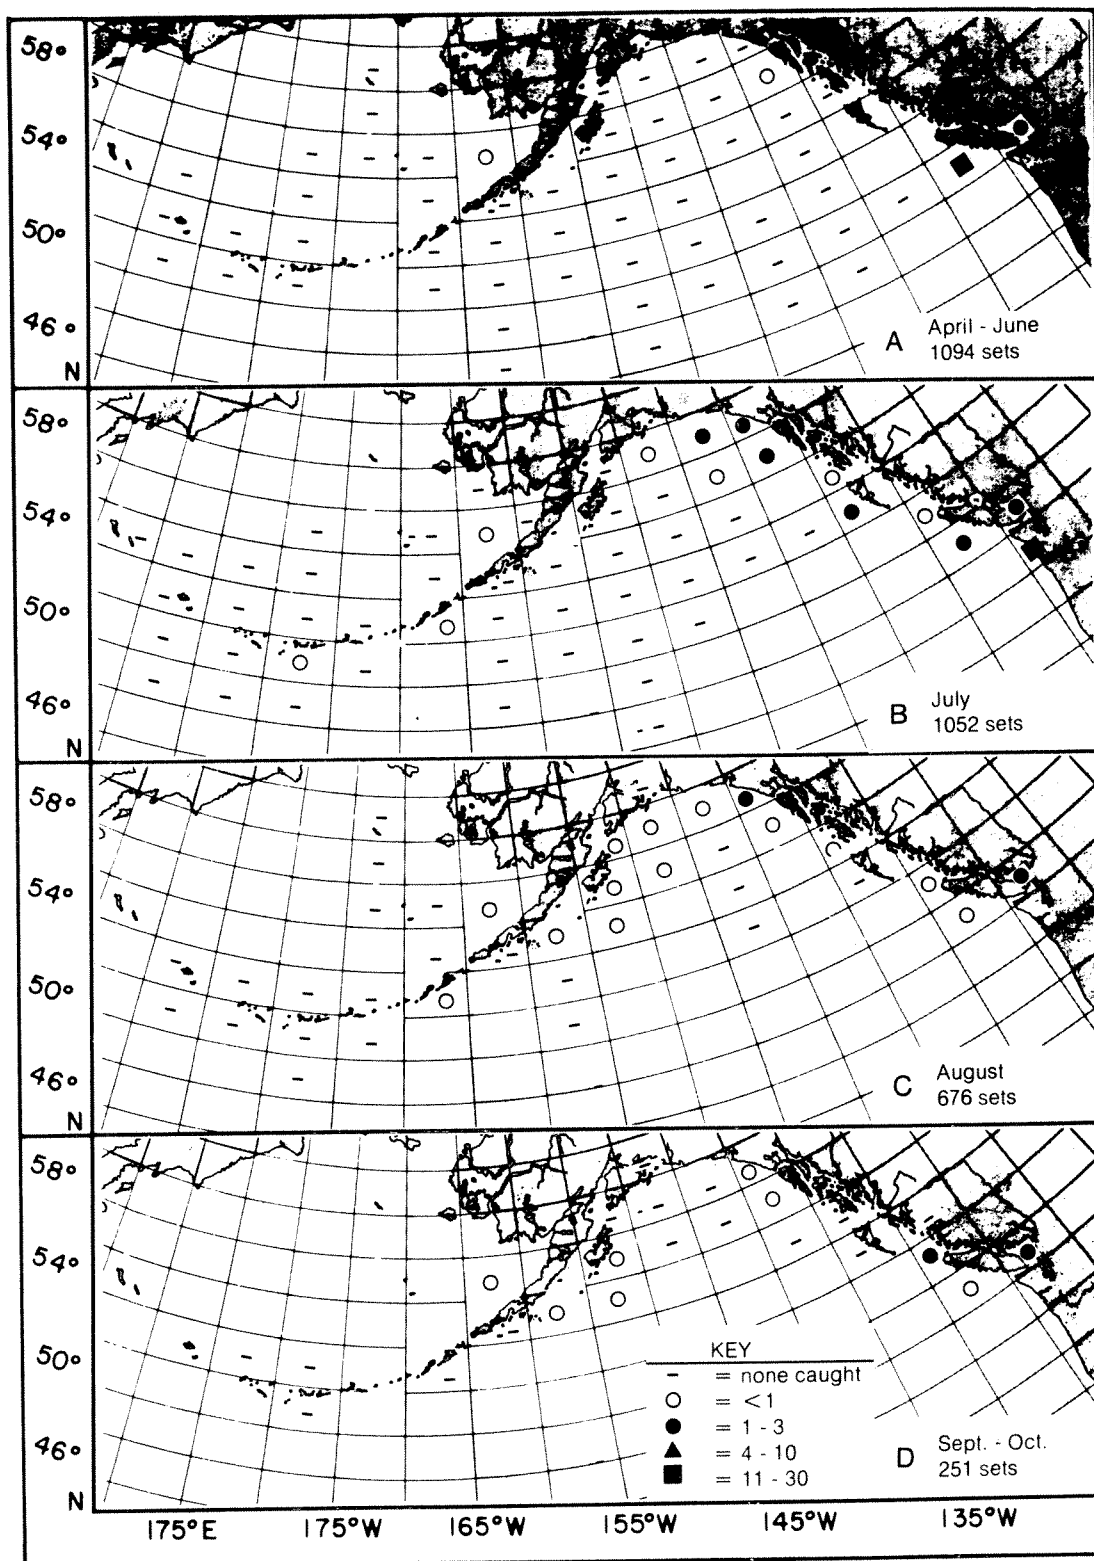 58°
54°
50°
46°
N
A April - June
1094 sets
58°
54°
50°
46°
N
B July
1052 sets
58°
54°
50°
46°
N
C August
676 sets
58°
54°
50°
46°
N
KEY
- = none caught
○ = <1
● = 1 - 3
▲ = 4 - 10
■ = 11 - 30
D Sept. - Oct.
251 sets
175°E 175°W 165°W 155°W 145°W 135°W